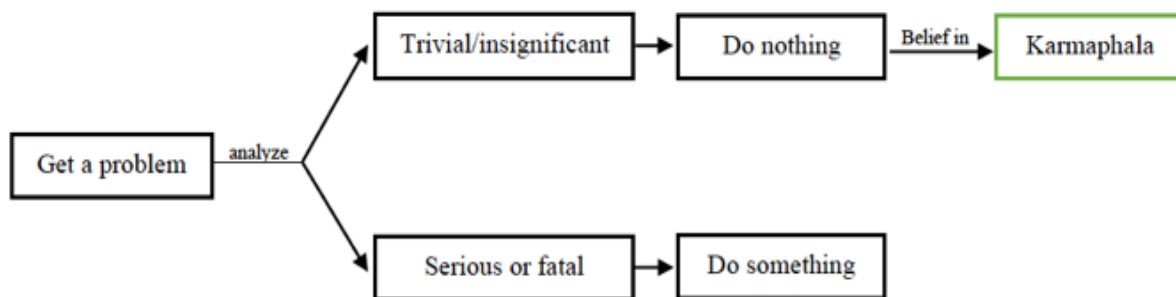 Trivial/insignificant
Do nothing
Belief in
Karmaphala
Get a problem
analyze
Serious or fatal
Do something